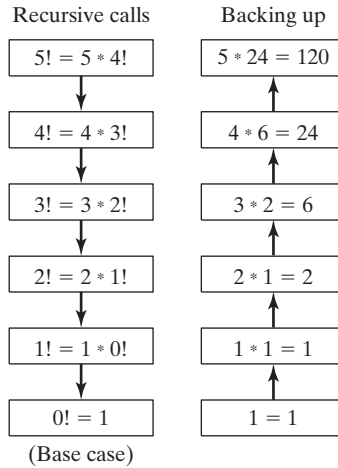 Recursive calls
5! = 5 * 4!
4! = 4 * 3!
3! = 3 * 2!
2! = 2 * 1!
1! = 1 * 0!
0! = 1
(Base case)
Backing up
5 * 24 = 120
4 * 6 = 24
3 * 2 = 6
2 * 1 = 2
1 * 1 = 1
1 = 1